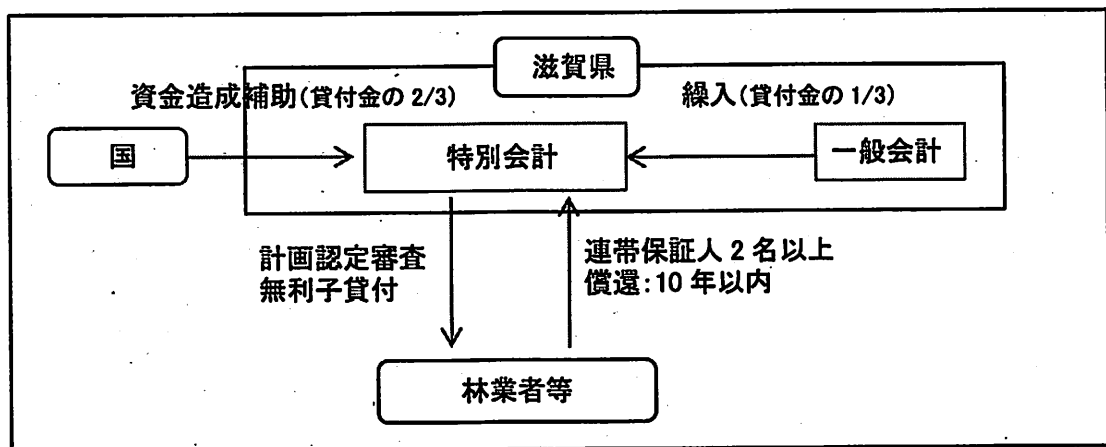 滋賀県
資金造成補助(貸付金の 2/3)
繰入(貸付金の 1/3)
国
特別会計
一般会計
計画認定審査
無利子貸付
連帯保証人 2 名以上
償還:10 年以内
林業者等